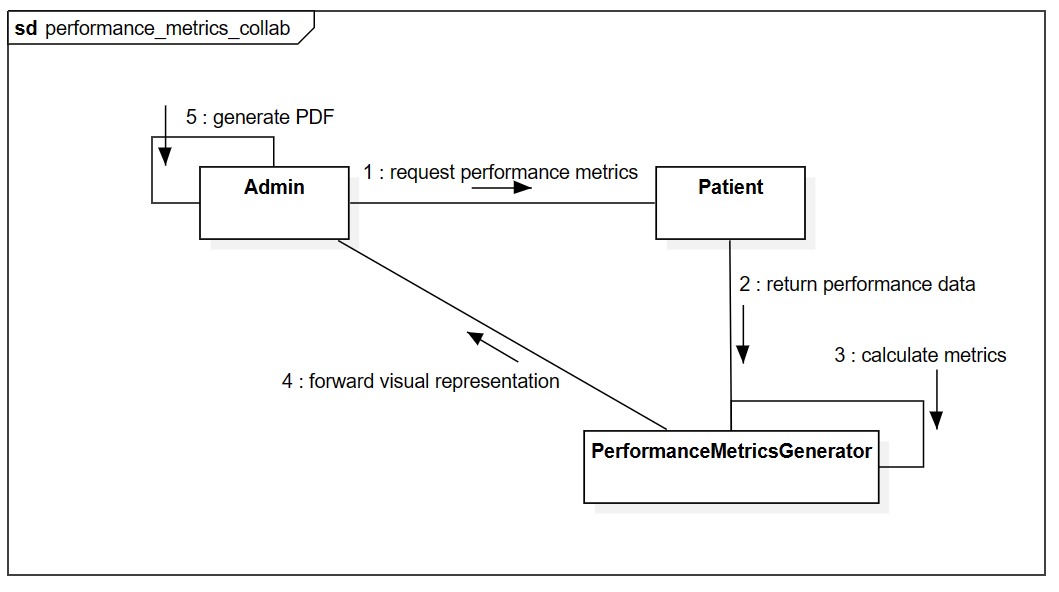 sd performance_metrics_collab
5 : generate PDF
1 : request performance metrics
Admin
Patient
2 : return performance data
3 : calculate metrics
4 : forward visual representation
PerformanceMetricsGenerator